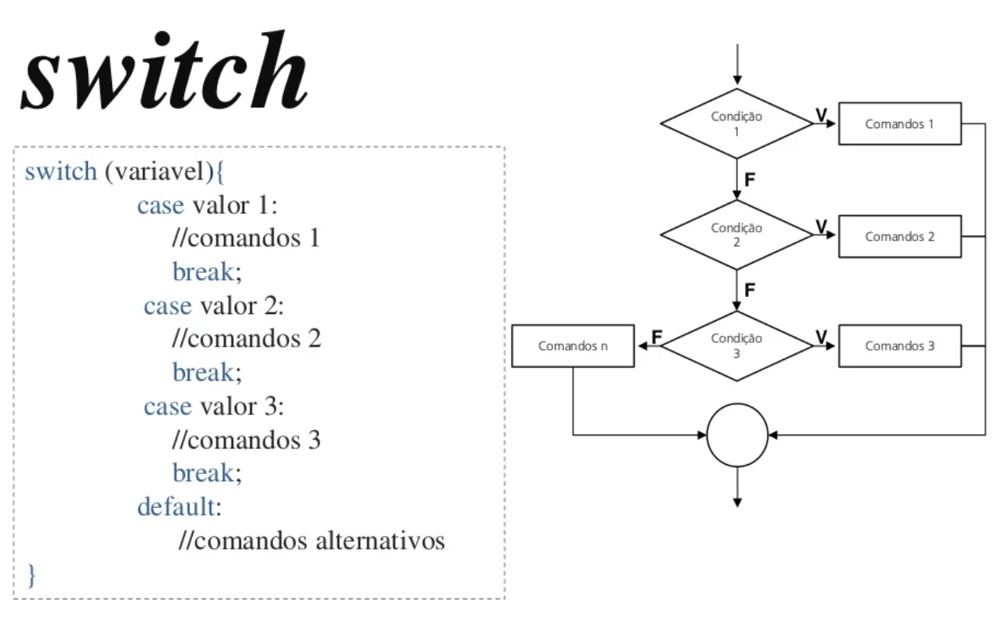 switch
switch (variavel){
case valor 1:
//comandos 1
break;
case valor 2:
//comandos 2
break;
case valor 3:
//comandos 3
break;
default:
//comandos alternativos
}
Condição
1
V
Comandos 1
F
Condição
2
V
Comandos 2
F
Comandos n
F
Condição
3
V
Comandos 3